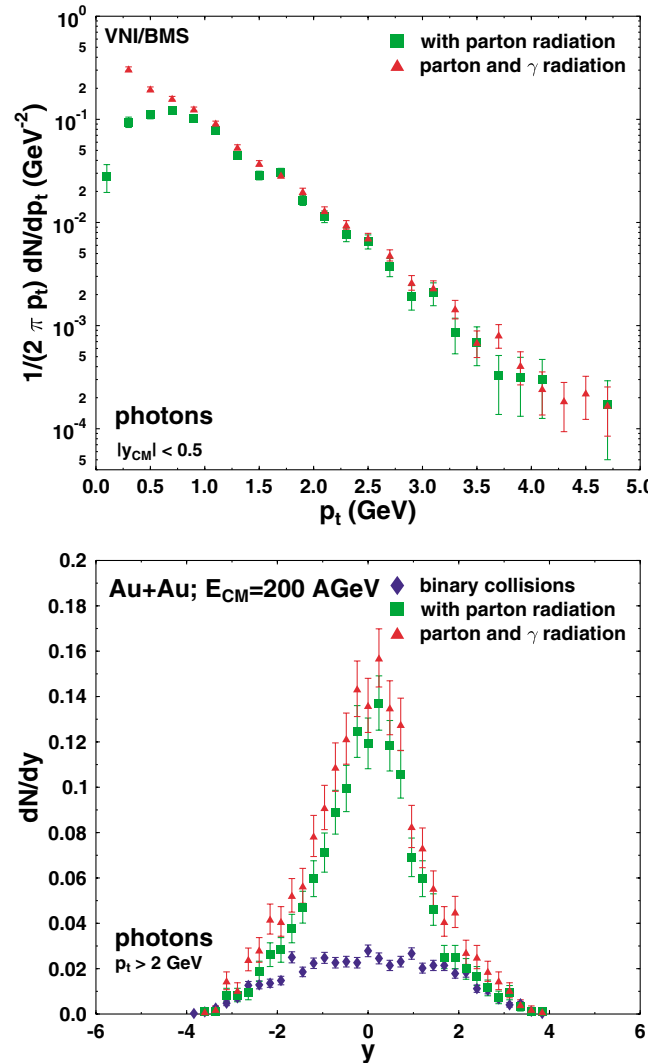 VNI/BMS
with parton radiation
parton and γ radiation
1/(2 π pt) dN/dpt (GeV-2)
10^0
5
2
10^-1
5
2
10^-2
5
2
10^-3
5
2
10^-4
5
photons
|yCM| < 0.5
0.0 0.5 1.0 1.5 2.0 2.5 3.0 3.5 4.0 4.5 5.0
pt (GeV)
Au+Au; ECM=200 AGeV
binary collisions
with parton radiation
parton and γ radiation
dN/dy
0.2
0.18
0.16
0.14
0.12
0.1
0.08
0.06
0.04
0.02
0.0
photons
pt > 2 GeV
-6 -4 -2 0 2 4 6
y